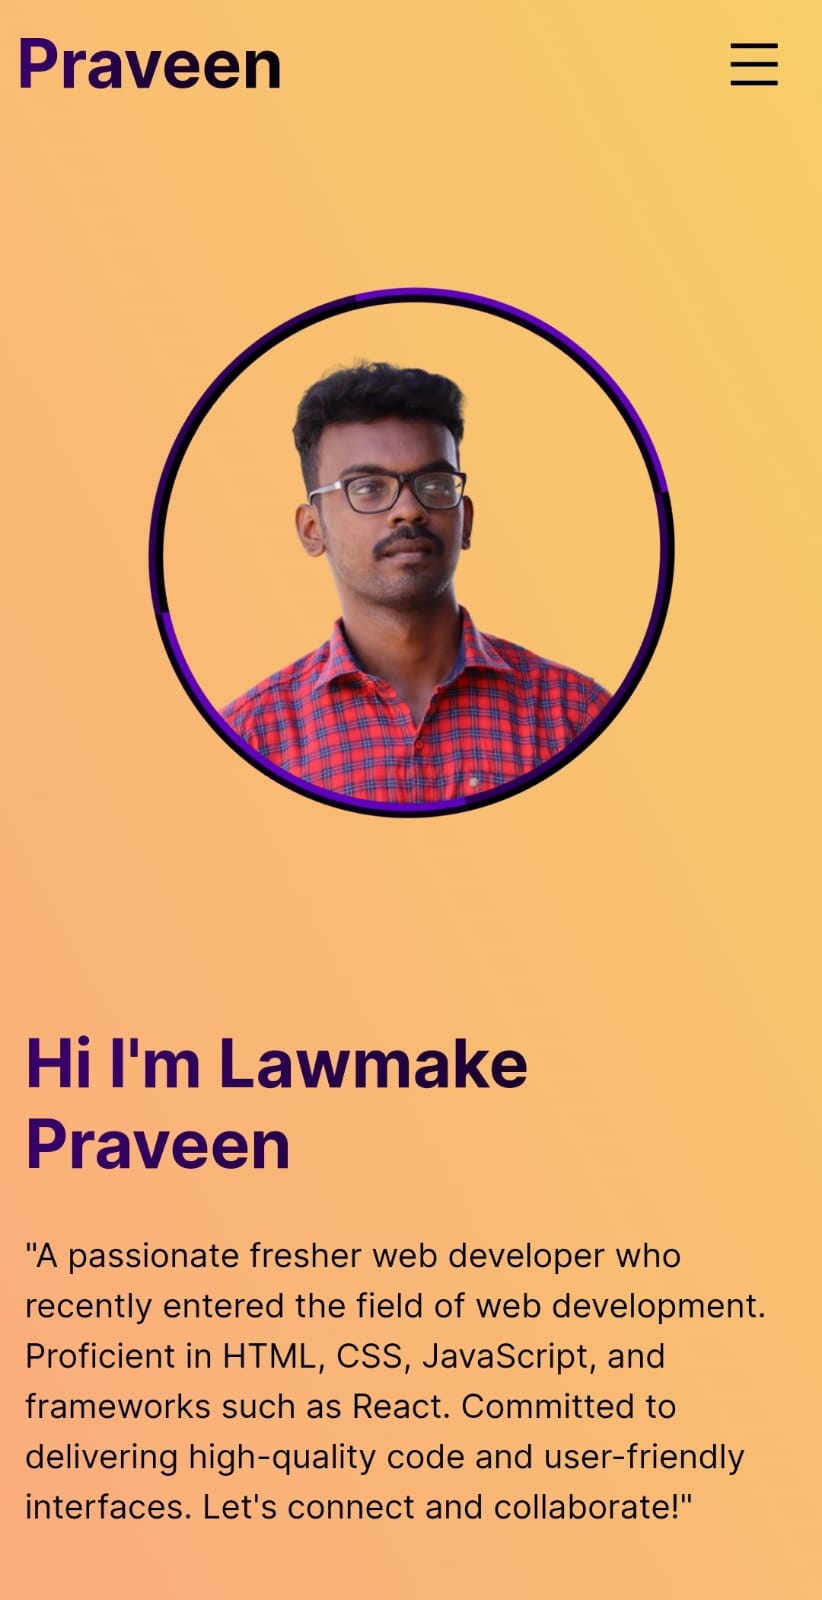 Praveen
Hi I'm Lawmake
Praveen
"A passionate fresher web developer who
recently entered the field of web development.
Proficient in HTML, CSS, JavaScript, and
frameworks such as React. Committed to
delivering high-quality code and user-friendly
interfaces. Let's connect and collaborate!"